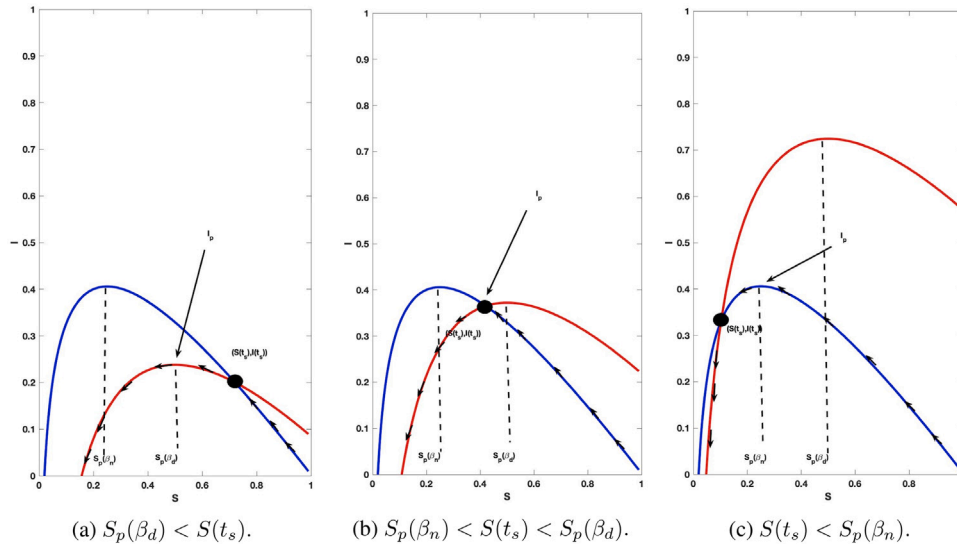 1
0.9
0.8
0.7
0.6
0.5
0.4
0.3
0.2
0.1
0
I
I_p
(S(t_s),I(t_s))
S_p(β_n)
S_p(β_d)
0 0.2 0.4 0.6 0.8 1
S
(a) S_p(β_d) < S(t_s).
1
0.9
0.8
0.7
0.6
0.5
0.4
0.3
0.2
0.1
0
I
I_p
(S(t_s),I(t_s))
S_p(β_n)
S_p(β_d)
0 0.2 0.4 0.6 0.8 1
S
(b) S_p(β_n) < S(t_s) < S_p(β_d).
1
0.9
0.8
0.7
0.6
0.5
0.4
0.3
0.2
0.1
0
I
I_p
(S(t_s),I(t_s))
S_p(β_n)
S_p(β_d)
0 0.2 0.4 0.6 0.8
S
(c) S(t_s) < S_p(β_n).